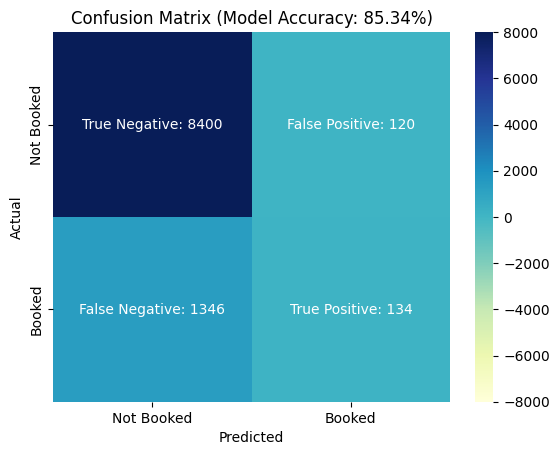 Confusion Matrix (Model Accuracy: 85.34%)
True Negative: 8400
False Positive: 120
False Negative: 1346
True Positive: 134
Not Booked
Booked
Actual
Not Booked
Booked
Predicted
8000
6000
4000
2000
0
−2000
−4000
−6000
−8000